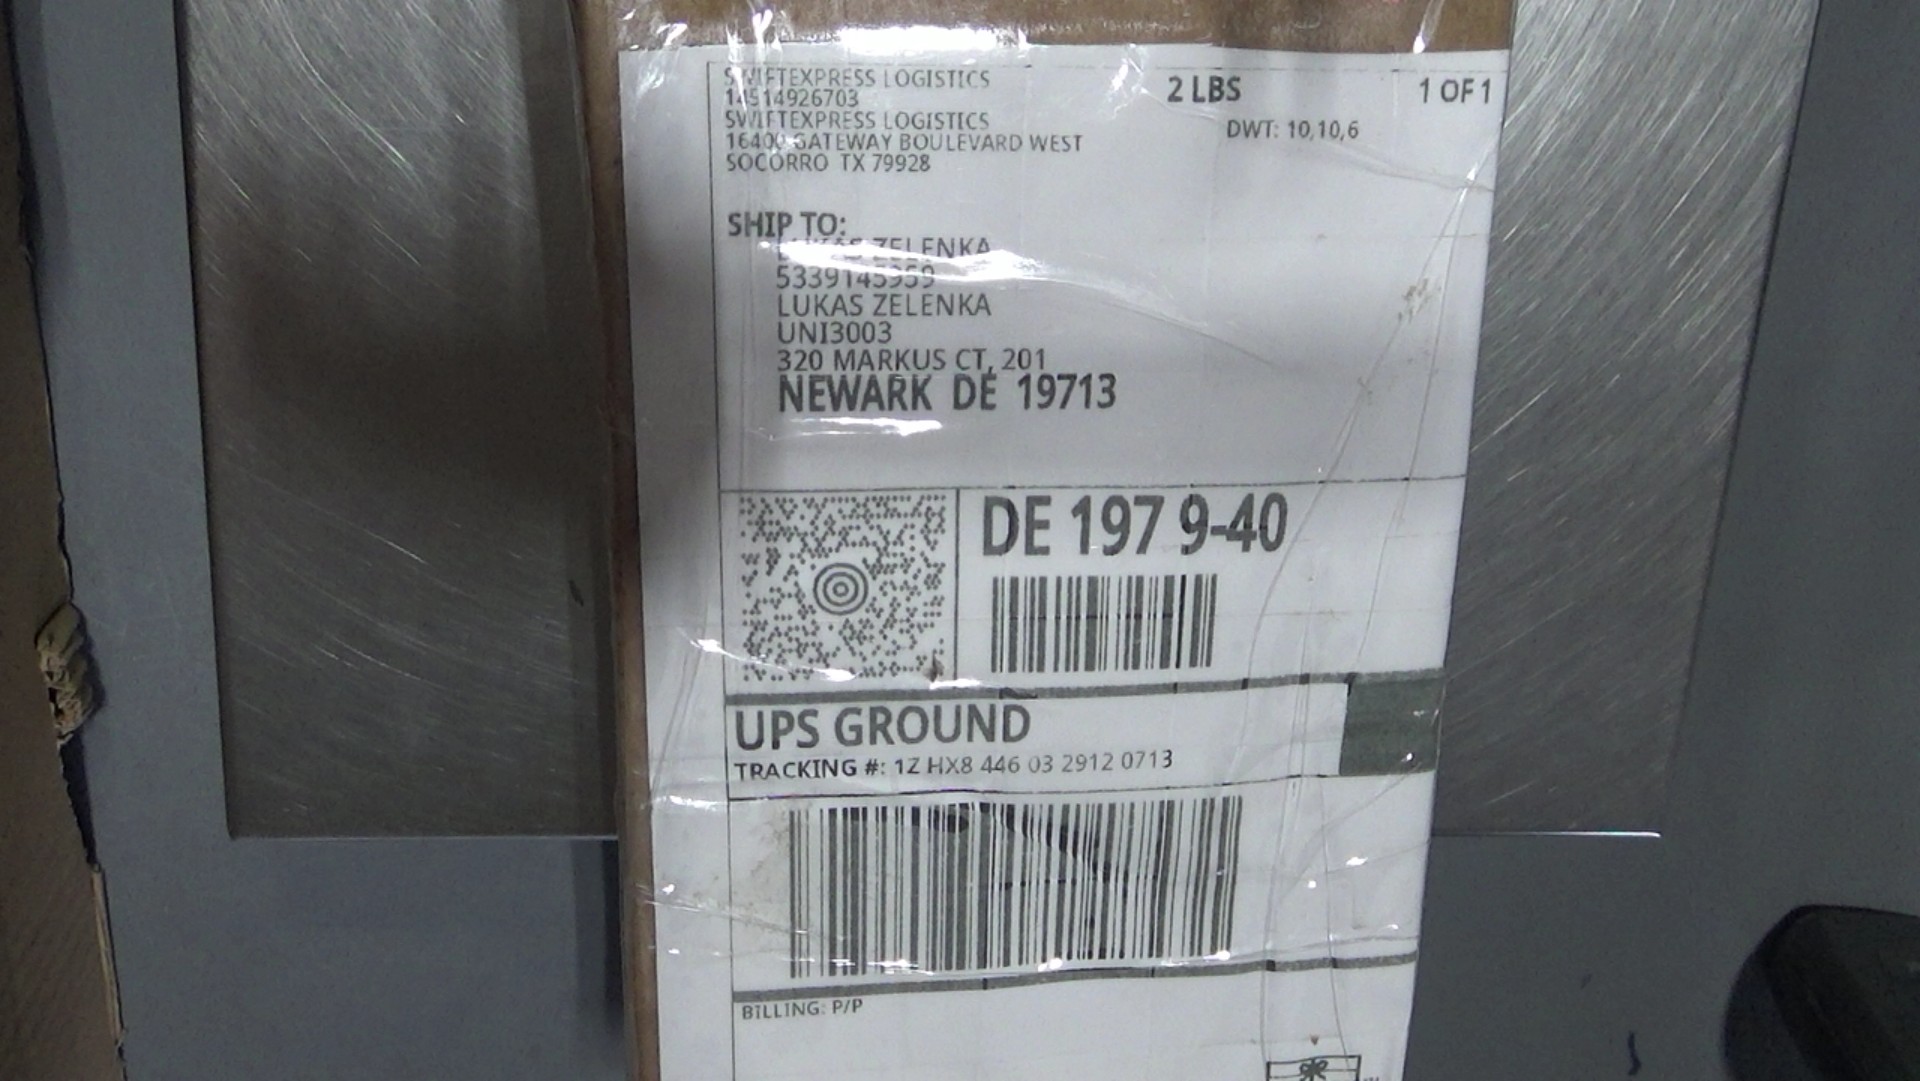 SWIFTEXPRESS LOGISTICS
14514926703
SWIFTEXPRESS LOGISTICS
16400 GATEWAY BOULEVARD WEST
SOCORRO TX 79928
2 LBS
1 OF 1
DWT: 10,10,6
SHIP TO:
LUKAS ZELENKA
5339145959
LUKAS ZELENKA
UNI3003
320 MARKUS CT, 201
NEWARK DE 19713
DE 197 9-40
UPS GROUND
TRACKING #: 1Z HX8 446 03 2912 0713
BILLING: P/P